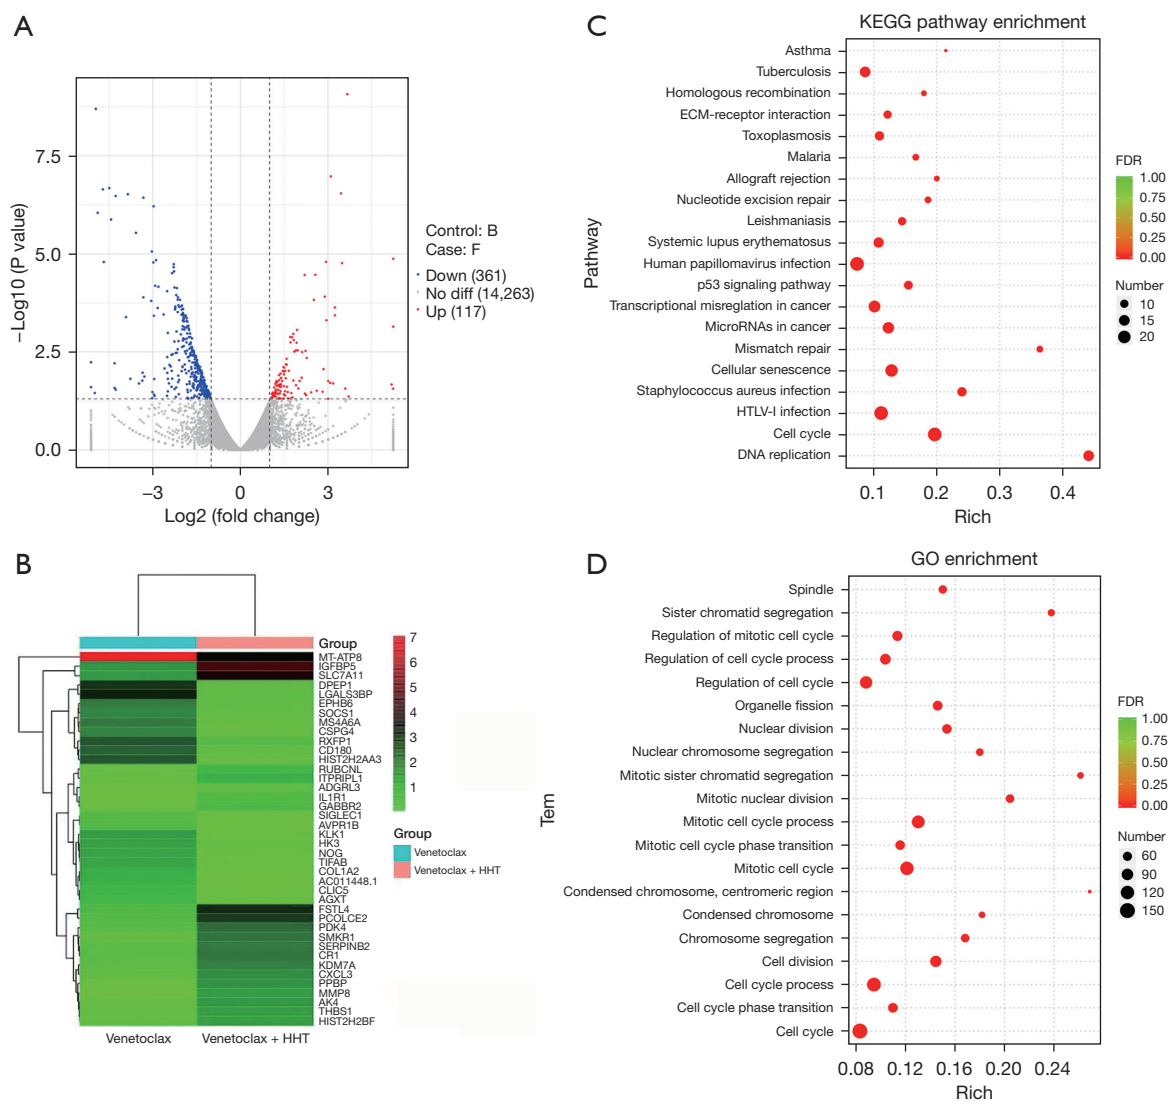 A
7.5
5.0
2.5
0.0
−Log10 (P value)
−3
0
3
Log2 (fold change)
Control: B
Case: F
Down (361)
No diff (14,263)
Up (117)
B
Group
MT-ATP8
IGFBP5
SLC7A11
DPEP1
LGALS3BP
EPHB6
SOCS1
MS4A6A
CSPG4
RXFP1
CD180
HIST2H2AA3
RUBCNL
ITPRIPL1
ADGRL3
IL1R1
GABBR2
SIGLEC1
AVPR1B
KLK1
HK3
NOG
TIFAB
COL1A2
AC011448.1
CLIC5
AGXT
FSTL4
PCOLCE2
PDK4
SMKR1
SERPINB2
CR1
KDM7A
CXCL3
PPBP
MMP8
AK4
THBS1
HIST2H2BF
Venetoclax
Venetoclax + HHT
7
6
5
4
3
2
1
Group
Venetoclax
Venetoclax + HHT
C
KEGG pathway enrichment
Pathway
Asthma
Tuberculosis
Homologous recombination
ECM-receptor interaction
Toxoplasmosis
Malaria
Allograft rejection
Nucleotide excision repair
Leishmaniasis
Systemic lupus erythematosus
Human papillomavirus infection
p53 signaling pathway
Transcriptional misregulation in cancer
MicroRNAs in cancer
Mismatch repair
Cellular senescence
Staphylococcus aureus infection
HTLV-I infection
Cell cycle
DNA replication
0.1
0.2
0.3
0.4
Rich
FDR
1.00
0.75
0.50
0.25
0.00
Number
10
15
20
D
GO enrichment
Tem
Spindle
Sister chromatid segregation
Regulation of mitotic cell cycle
Regulation of cell cycle process
Regulation of cell cycle
Organelle fission
Nuclear division
Nuclear chromosome segregation
Mitotic sister chromatid segregation
Mitotic nuclear division
Mitotic cell cycle process
Mitotic cell cycle phase transition
Mitotic cell cycle
Condensed chromosome, centromeric region
Condensed chromosome
Chromosome segregation
Cell division
Cell cycle process
Cell cycle phase transition
Cell cycle
0.08
0.12
0.16
0.20
0.24
Rich
FDR
1.00
0.75
0.50
0.25
0.00
Number
60
90
120
150